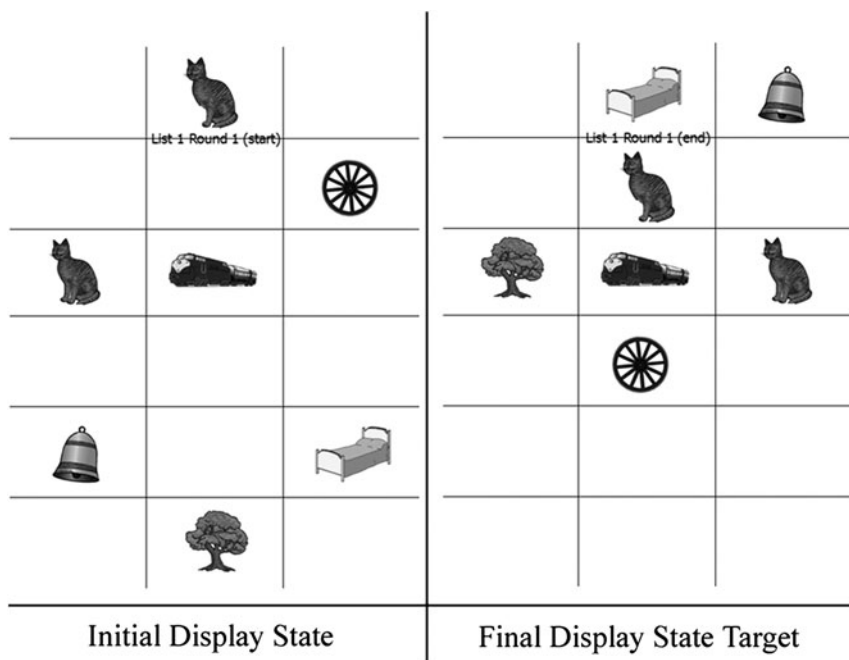 List 1 Round 1 (start)
List 1 Round 1 (end)
Initial Display State
Final Display State Target